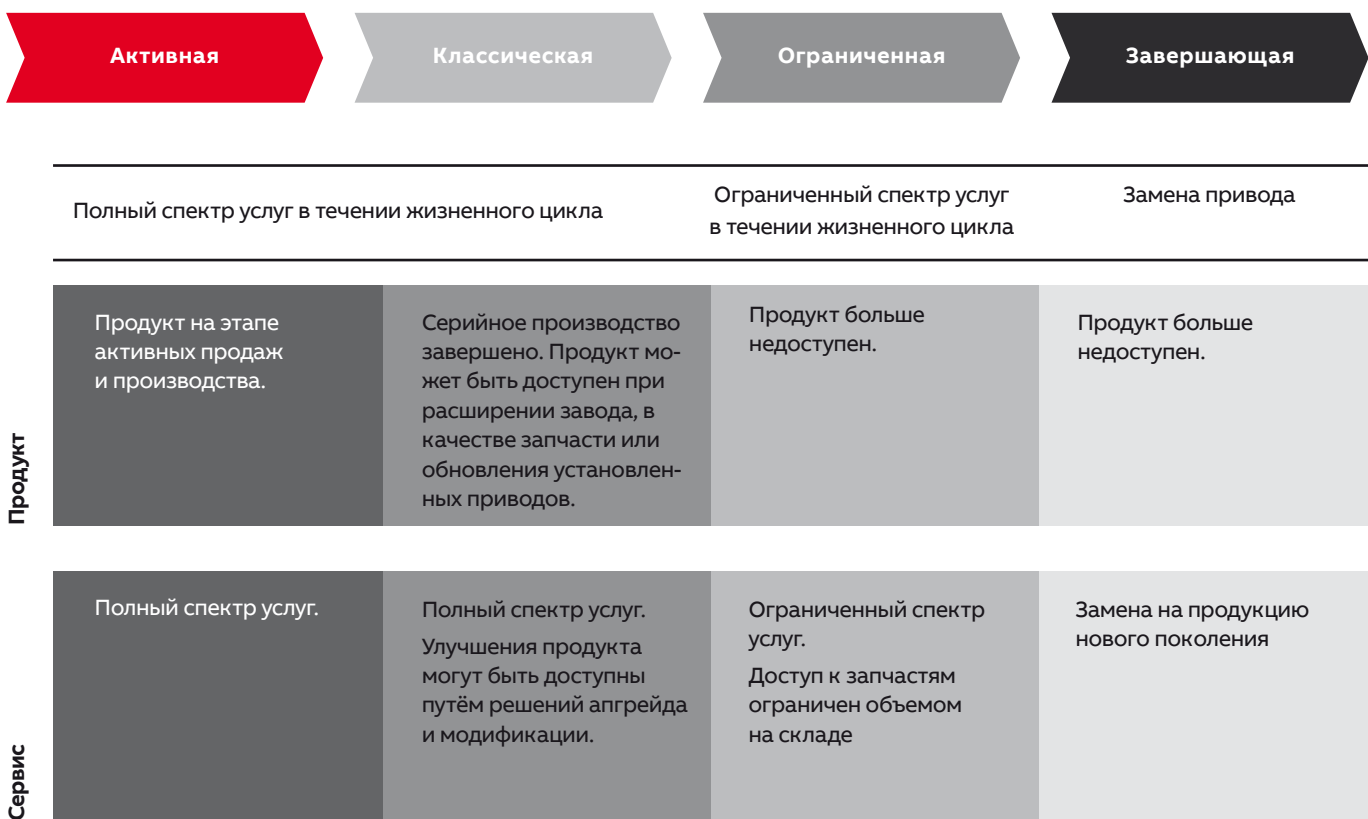 Активная
Классическая
Ограниченная
Завершающая
Полный спектр услуг в течении жизненного цикла
Ограниченный спектр услуг
в течении жизненного цикла
Замена привода
Продукт
Продукт на этапе
активных продаж
и производства.
Серийное производство
завершено. Продукт мо-
жет быть доступен при
расширении завода, в
качестве запчасти или
обновления установлен-
ных приводов.
Продукт больше
недоступен.
Продукт больше
недоступен.
Сервис
Полный спектр услуг.
Полный спектр услуг.
Улучшения продукта
могут быть доступны
путём решений апгрейда
и модификации.
Ограниченный спектр
услуг.
Доступ к запчастям
ограничен объемом
на складе
Замена на продукцию
нового поколения